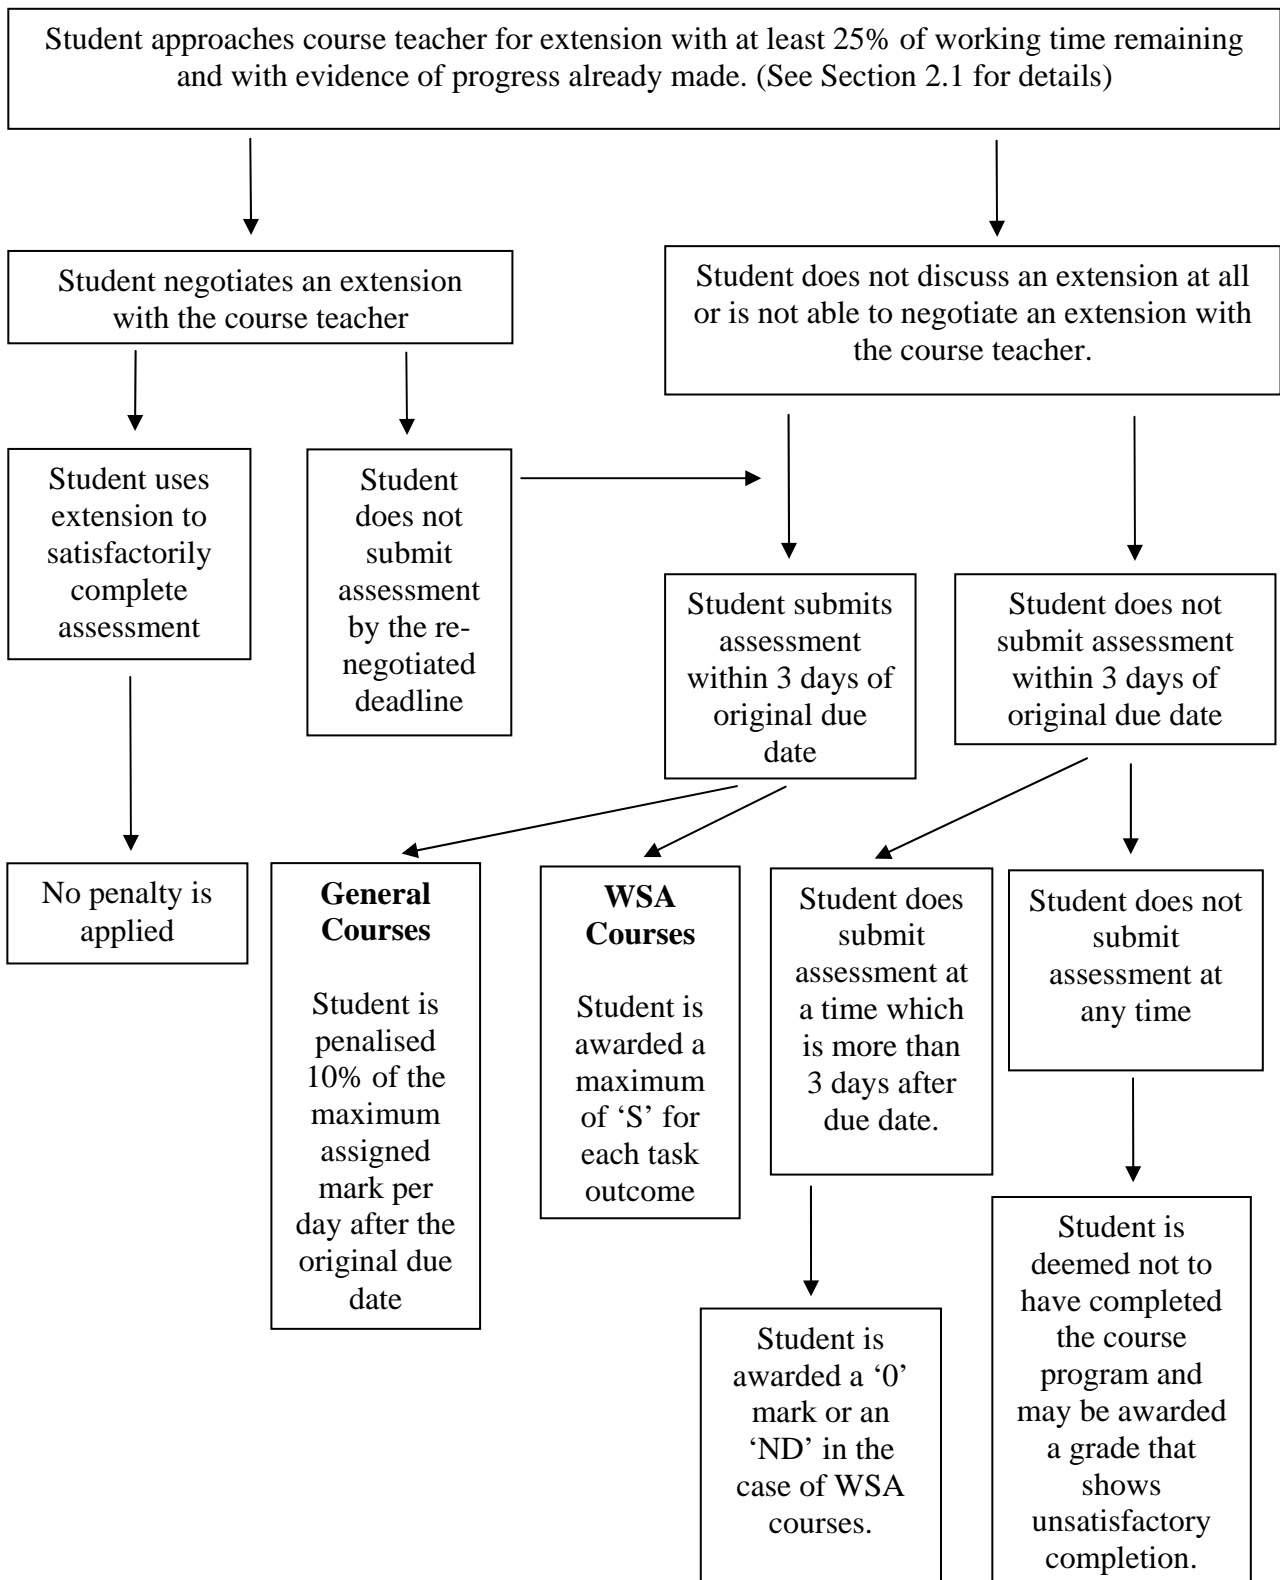 Student approaches course teacher for extension with at least 25% of working time remaining
and with evidence of progress already made. (See Section 2.1 for details)
Student negotiates an extension
with the course teacher
Student does not discuss an extension at all
or is not able to negotiate an extension with
the course teacher.
Student uses
extension to
satisfactorily
complete
assessment
Student
does not
submit
assessment
by the re-
negotiated
deadline
Student submits
assessment
within 3 days of
original due
date
Student does not
submit assessment
within 3 days of
original due date
No penalty is
applied
General
Courses
Student is
penalised
10% of the
maximum
assigned
mark per
day after the
original due
date
WSA
Courses
Student is
awarded a
maximum
of ‘S’ for
each task
outcome
Student does
submit
assessment at
a time which
is more than
3 days after
due date.
Student does not
submit
assessment at
any time
Student is
awarded a ‘0’
mark or an
‘ND’ in the
case of WSA
courses.
Student is
deemed not to
have completed
the course
program and
may be awarded
a grade that
shows
unsatisfactory
completion.